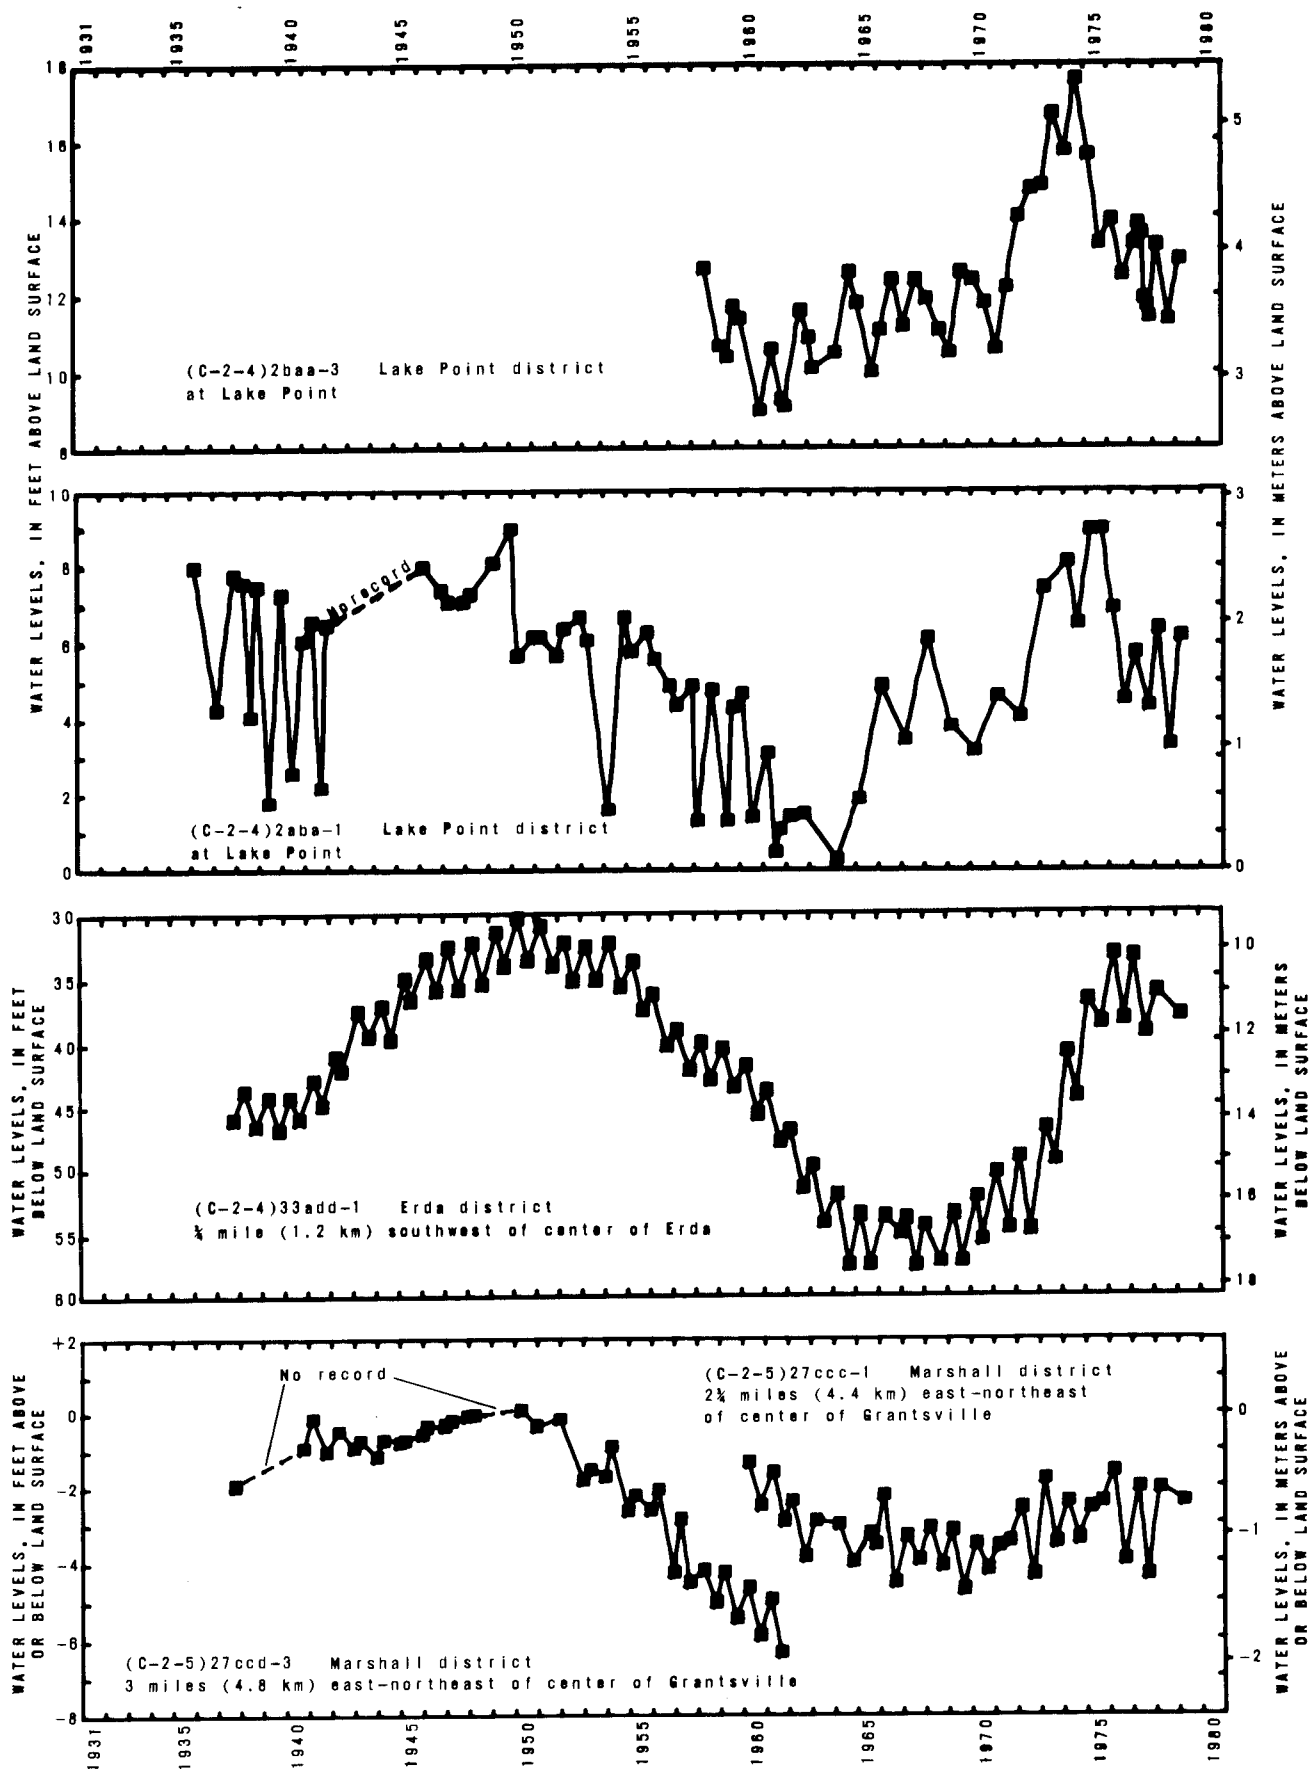 1931 1935 1940 1945 1950 1955 1960 1965 1970 1975 1980
WATER LEVELS, IN FEET ABOVE LAND SURFACE
18
16
14
12
10
8
(C-2-4)2baa-3 Lake Point district
at Lake Point
5
4
3
WATER LEVELS, IN METERS ABOVE LAND SURFACE
10
8
6
4
2
0
No record
(C-2-4)2aba-1 Lake Point district
at Lake Point
3
2
1
0
WATER LEVELS, IN FEET
BELOW LAND SURFACE
30
35
40
45
50
55
60
(C-2-4)33add-1 Erda district
¾ mile (1.2 km) southwest of center of Erda
10
12
14
16
18
WATER LEVELS, IN METERS
BELOW LAND SURFACE
WATER LEVELS, IN FEET ABOVE
OR BELOW LAND SURFACE
+2
0
-2
-4
-6
-8
No record
(C-2-5)27ccc-1 Marshall district
2¾ miles (4.4 km) east-northeast
of center of Grantsville
(C-2-5)27ccd-3 Marshall district
3 miles (4.8 km) east-northeast of center of Grantsville
0
-1
-2
WATER LEVELS, IN METERS ABOVE
OR BELOW LAND SURFACE
1931 1935 1940 1945 1950 1955 1960 1965 1970 1975 1980